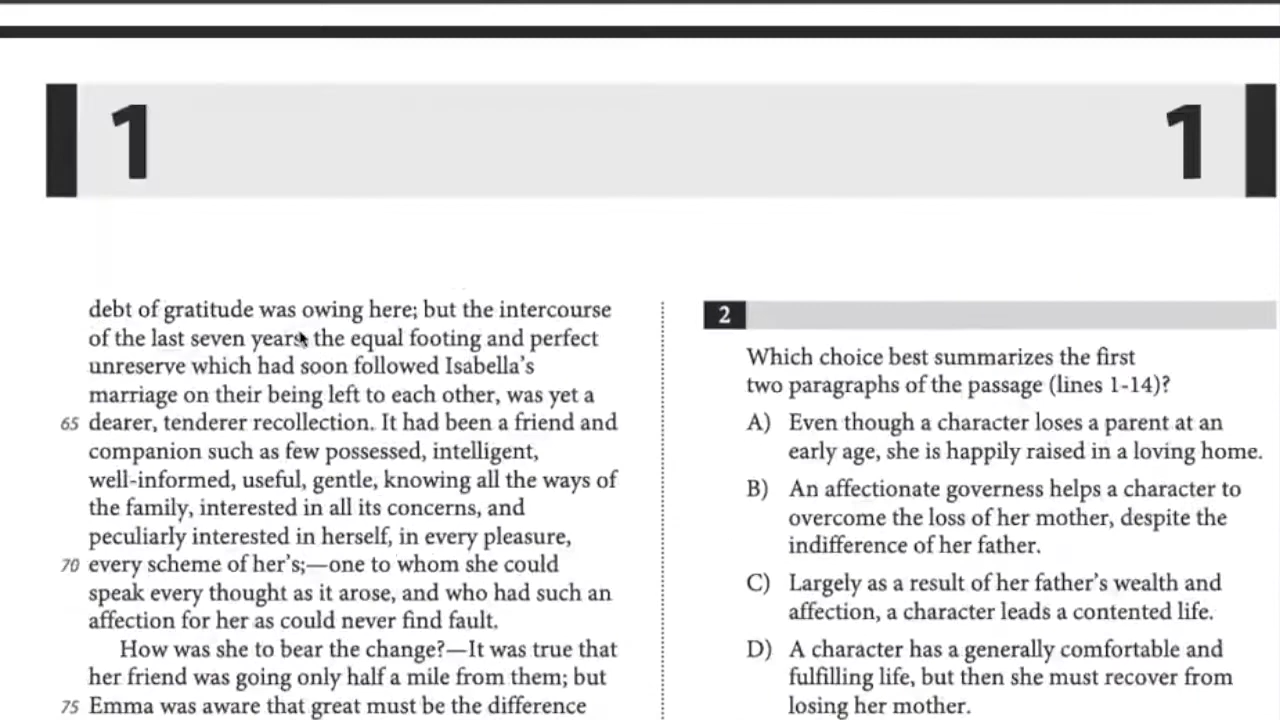 1
1
debt of gratitude was owing here; but the intercourse
of the last seven years, the equal footing and perfect
unreserve which had soon followed Isabella's
marriage on their being left to each other, was yet a
65 dearer, tenderer recollection. It had been a friend and
companion such as few possessed, intelligent,
well-informed, useful, gentle, knowing all the ways of
the family, interested in all its concerns, and
peculiarly interested in herself, in every pleasure,
70 every scheme of her's;—one to whom she could
speak every thought as it arose, and who had such an
affection for her as could never find fault.
How was she to bear the change?—It was true that
her friend was going only half a mile from them; but
75 Emma was aware that great must be the difference
2
Which choice best summarizes the first
two paragraphs of the passage (lines 1-14)?
A) Even though a character loses a parent at an
early age, she is happily raised in a loving home.
B) An affectionate governess helps a character to
overcome the loss of her mother, despite the
indifference of her father.
C) Largely as a result of her father's wealth and
affection, a character leads a contented life.
D) A character has a generally comfortable and
fulfilling life, but then she must recover from
losing her mother.